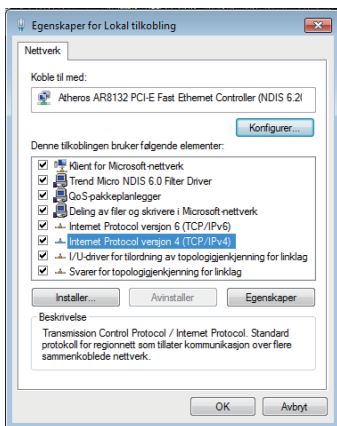 Egenskaper for Lokal tilkobling
Nettverk
Koble til med:
Atheros AR8132 PCI-E Fast Ethernet Controller (NDIS 6.20
Konfigurer...
Denne tilkoblingen bruker følgende elementer:
Klient for Microsoft-nettverk
Trend Micro NDIS 6.0 Filter Driver
QoS-pakkeplanlegger
Deling av filer og skrivere i Microsoft-nettverk
Internet Protocol versjon 6 (TCP/IPv6)
Internet Protocol versjon 4 (TCP/IPv4)
I/U-driver for tilordning av topologigjenkjenning for linklag
Svarer for topologigjenkjenning for linklag
Installer... Avinstaller Egenskaper
Beskrivelse
Transmission Control Protocol / Internet Protocol. Standard
protokoll for regionnett som tillater kommunikasjon over flere
sammenkoblede nettverk.
OK Avbryt